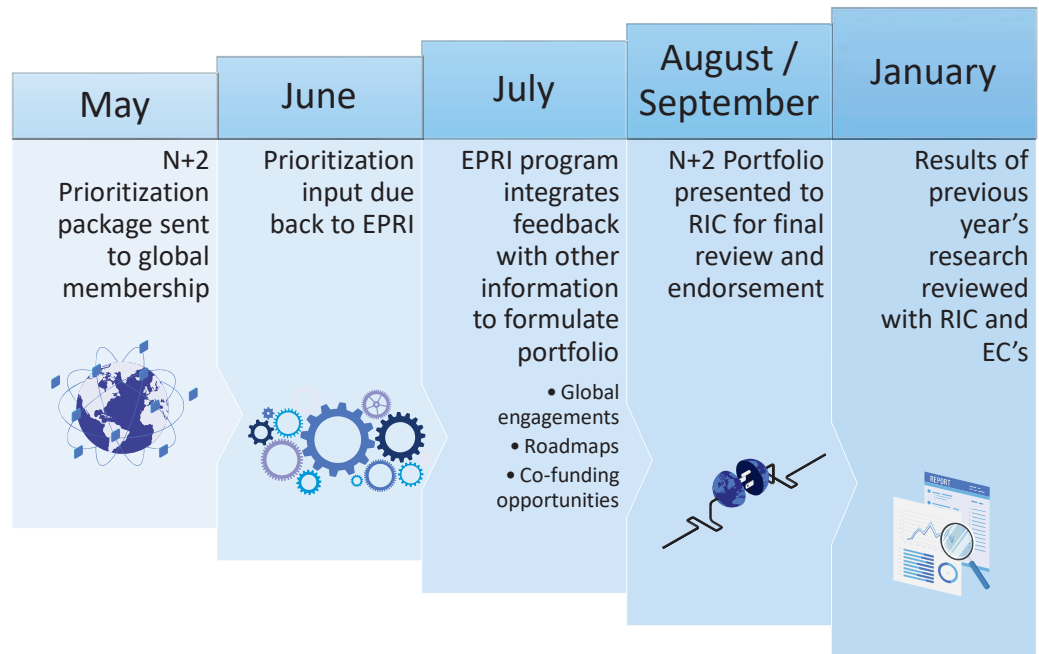 May
N+2
Prioritization
package sent
to global
membership
June
Prioritization
input due
back to EPRI
July
EPRI program
integrates
feedback
with other
information
to formulate
portfolio
• Global
engagements
• Roadmaps
• Co-funding
opportunities
August /
September
N+2 Portfolio
presented to
RIC for final
review and
endorsement
January
Results of
previous
year’s
research
reviewed
with RIC and
EC’s
REPORT